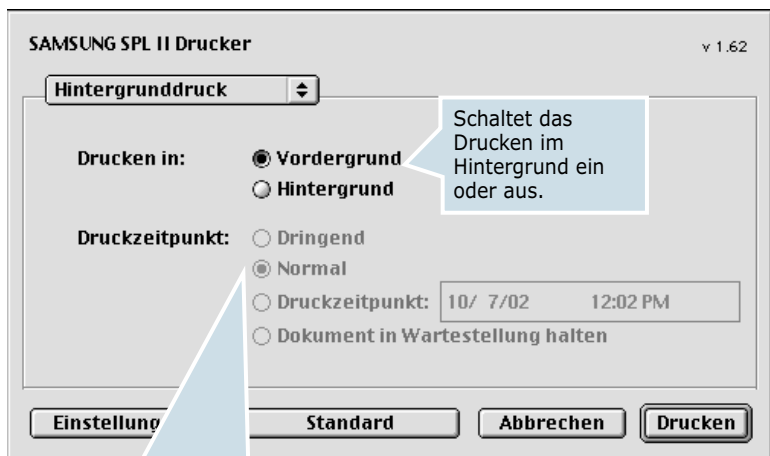 SAMSUNG SPL II Drucker
v 1.62
Hintergrunddruck
Drucken in:
Vordergrund
Hintergrund
Schaltet das
Drucken im
Hintergrund ein
oder aus.
Druckzeitpunkt:
Dringend
Normal
Druckzeitpunkt: 10/ 7/02 12:02 PM
Dokument in Wartestellung halten
Einstellung
Standard
Abbrechen
Drucken